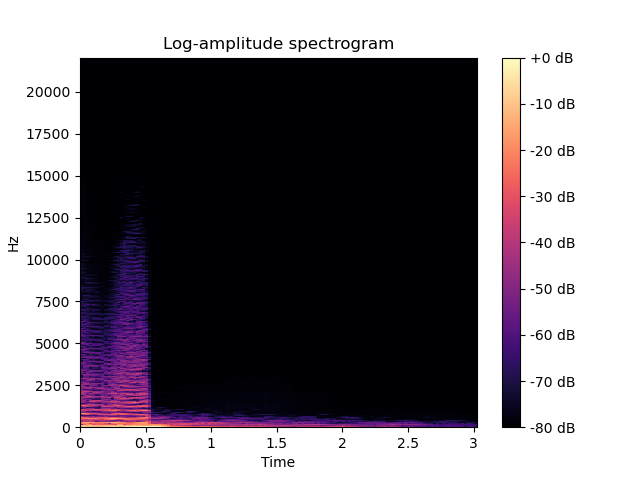 Log-amplitude spectrogram
Hz
20000
17500
15000
12500
10000
7500
5000
2500
0
0
0.5
1
1.5
2
2.5
3
Time
+0 dB
-10 dB
-20 dB
-30 dB
-40 dB
-50 dB
-60 dB
-70 dB
-80 dB